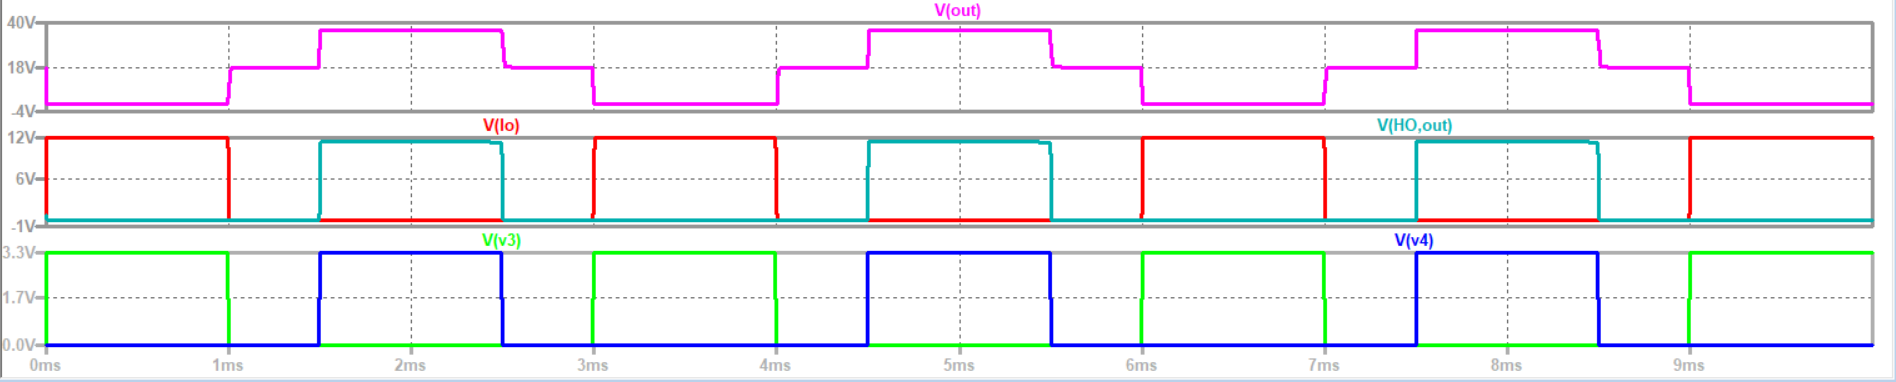 V(out)
40V
18V
-4V
V(lo) V(HO,out)
12V
6V
-1V
V(v3) V(v4)
3.3V
1.7V
0.0V
0ms 1ms 2ms 3ms 4ms 5ms 6ms 7ms 8ms 9ms